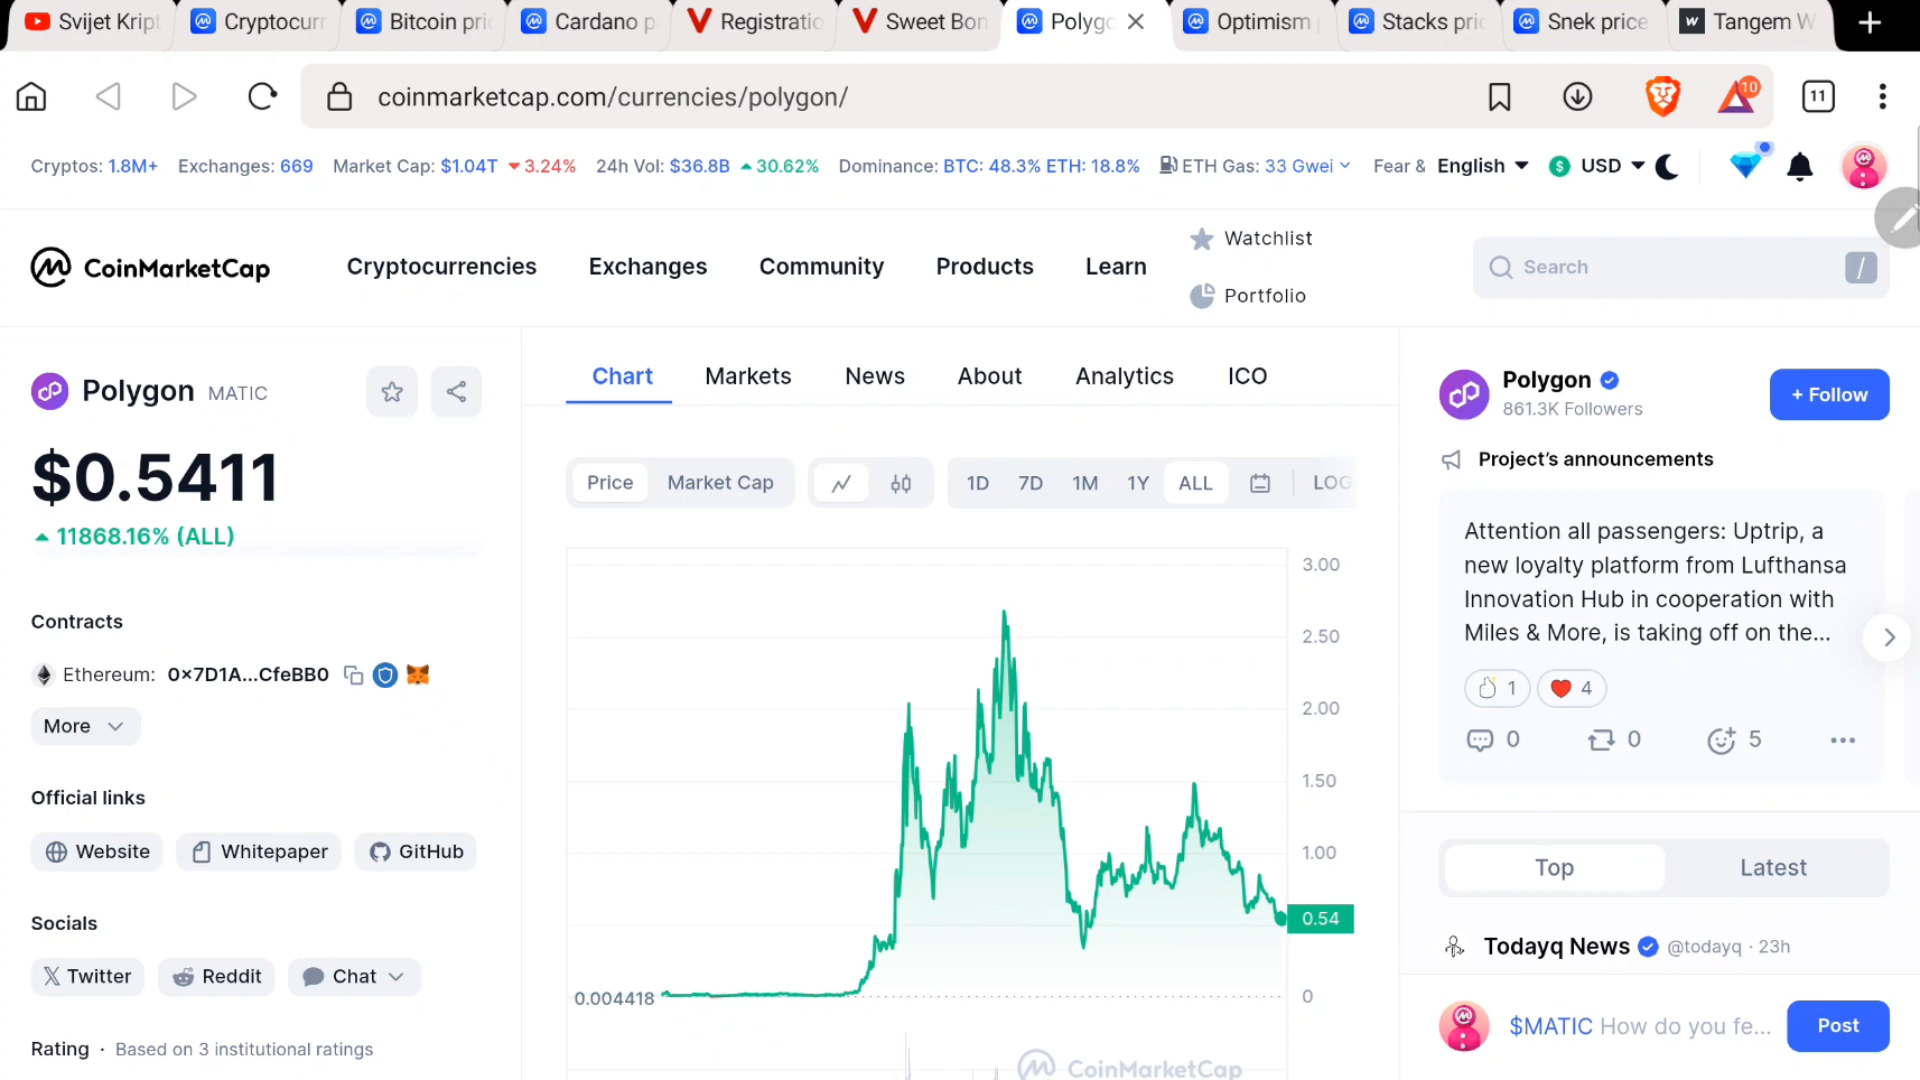 Svijet Kript
Cryptocurr
Bitcoin pri
Cardano p
Registratio
Sweet Bon
Polygo
Optimism p
Stacks pri
Snek price
Tangem W
coinmarketcap.com/currencies/polygon/
10
11
Cryptos: 1.8M+ Exchanges: 669 Market Cap: $1.04T 3.24% 24h Vol: $36.8B 30.62% Dominance: BTC: 48.3% ETH: 18.8% ETH Gas: 33 Gwei Fear & English USD
CoinMarketCap
Cryptocurrencies
Exchanges
Community
Products
Learn
Watchlist
Portfolio
Search /
Polygon MATIC
$0.5411
11868.16% (ALL)
Contracts
Ethereum: 0x7D1A...CfeBB0
More
Official links
Website
Whitepaper
GitHub
Socials
Twitter
Reddit
Chat
Rating · Based on 3 institutional ratings
Chart
Markets
News
About
Analytics
ICO
Price
Market Cap
1D
7D
1M
1Y
ALL
LOG
3.00
2.50
2.00
1.50
1.00
0.54
0
0.004418
CoinMarketCap
Polygon
861.3K Followers
+ Follow
Project's announcements
Attention all passengers: Uptrip, a
new loyalty platform from Lufthansa
Innovation Hub in cooperation with
Miles & More, is taking off on the...
1
4
0
0
5
Top
Latest
Todayq News @todayq · 23h
$MATIC How do you fe...
Post